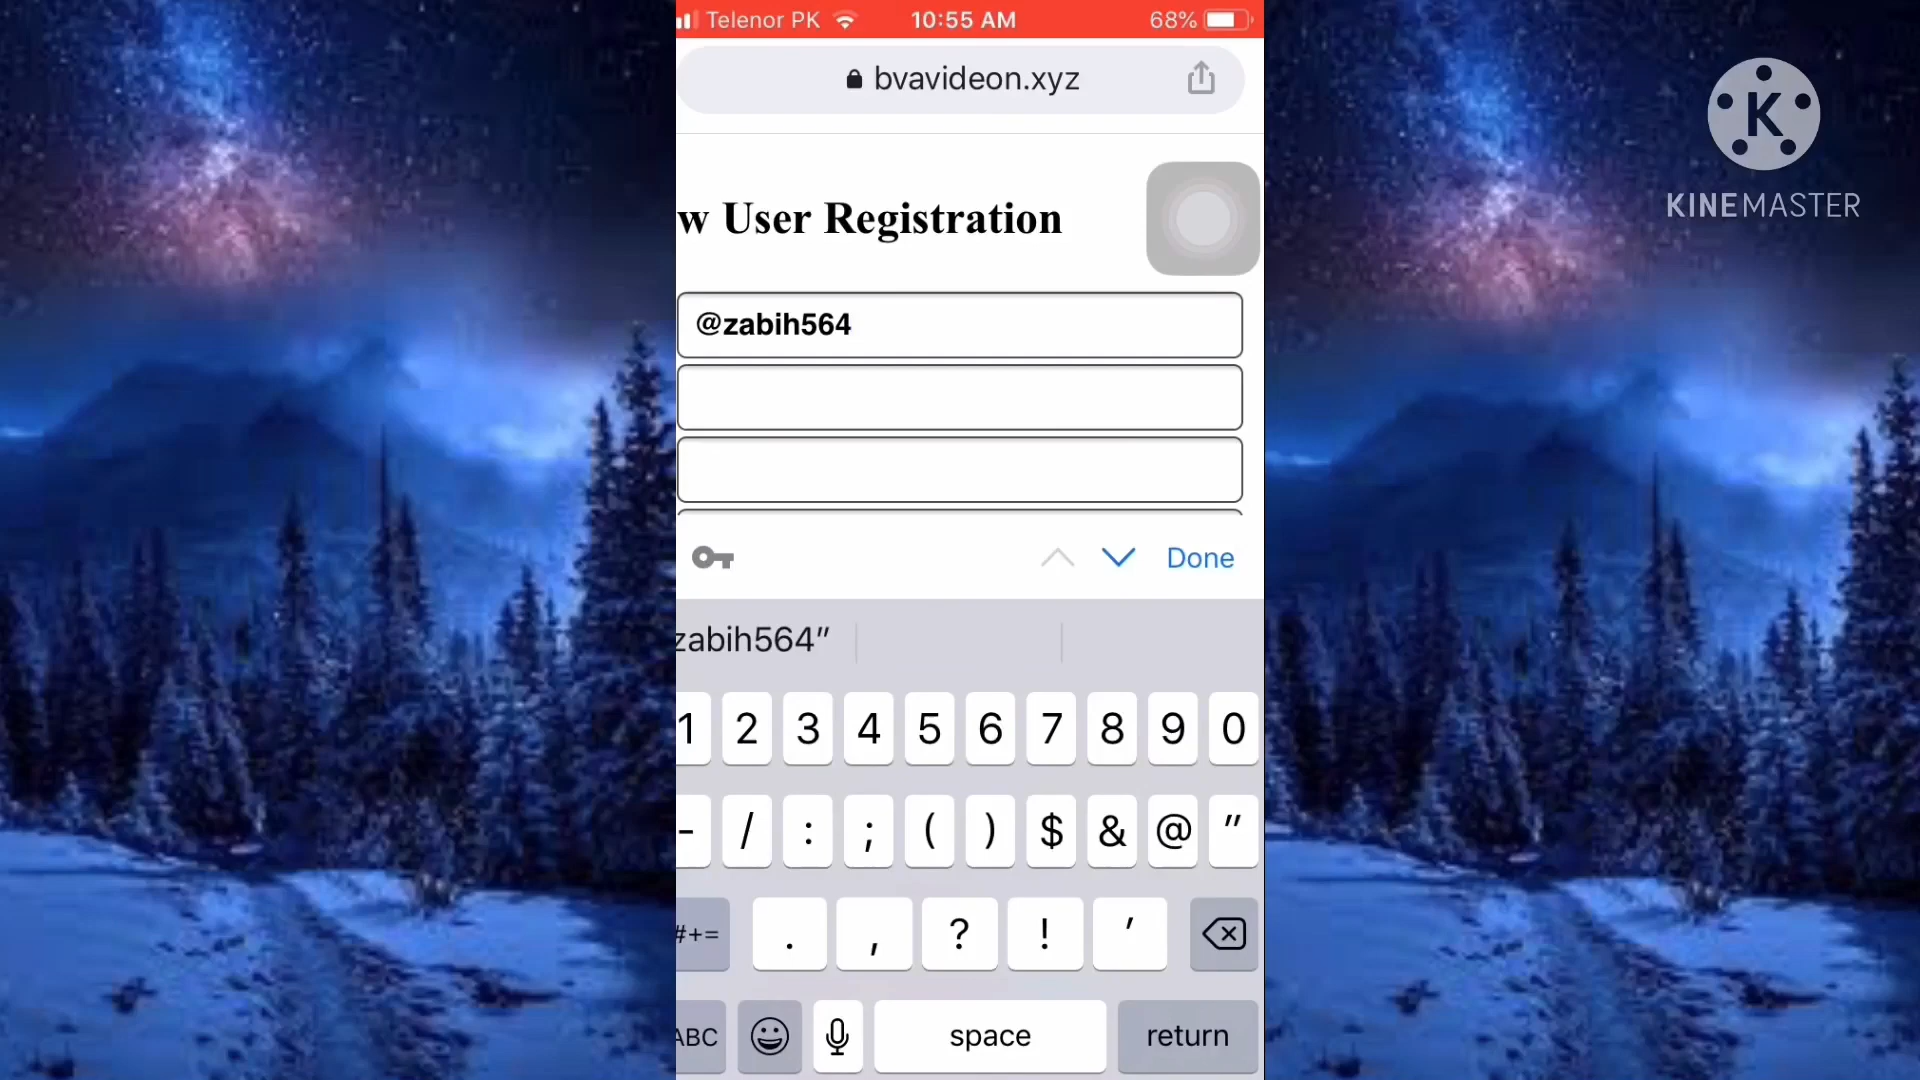 Telenor PK 10:55 AM 68%
bvavideon.xyz
K
KINEMASTER
w User Registration
@zabih564
Done
zabih564”
1 2 3 4 5 6 7 8 9 0
- / : ; ( ) $ & @ ”
#+= . , ? ! ’
ABC space return